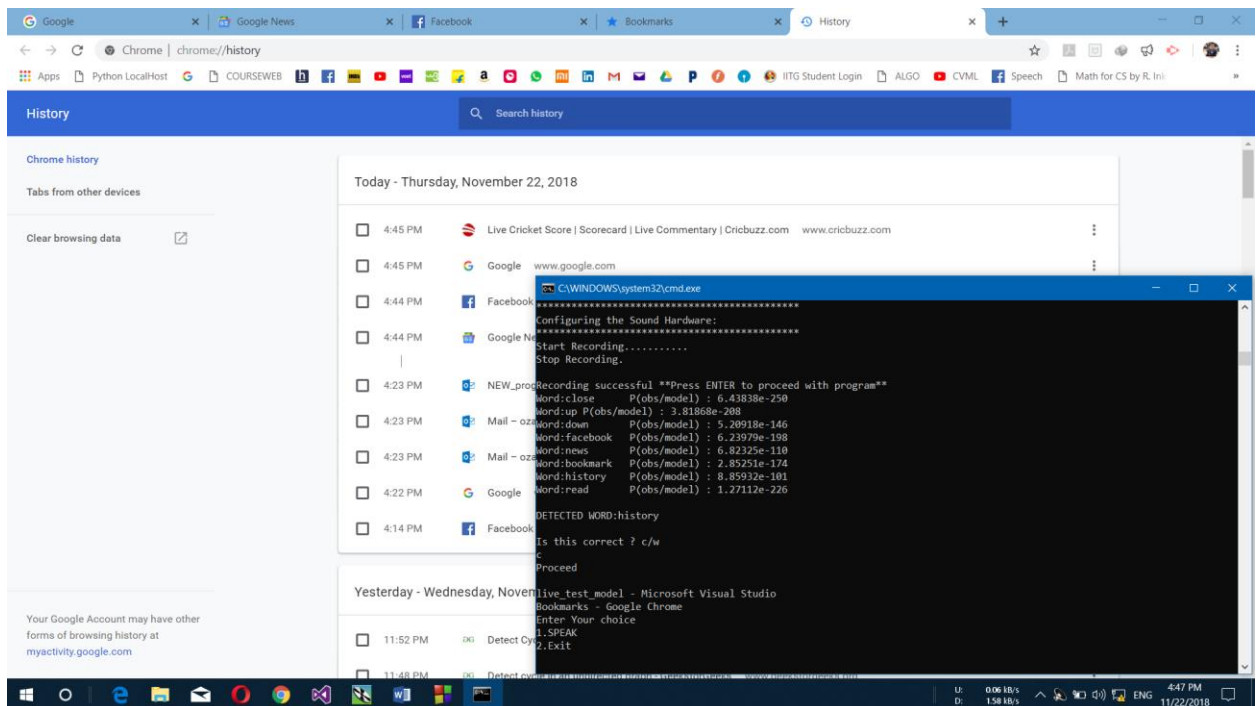 Google
Google News
Facebook
Bookmarks
History
Chrome | chrome://history
Apps Python LocalHost COURSEWEB IITG Student Login ALGO CVML Speech Math for CS by R.
History
Search history
Chrome history
Tabs from other devices
Clear browsing data
Your Google Account may have other
forms of browsing history at
myactivity.google.com
Today - Thursday, November 22, 2018
4:45 PM Live Cricket Score | Scorecard | Live Commentary | Cricbuzz.com www.cricbuzz.com
4:45 PM Google www.google.com
4:44 PM Facebook
4:44 PM Google Ne
4:23 PM NEW_prog
4:23 PM Mail – oza
4:23 PM Mail – oza
4:22 PM Google
4:14 PM Facebook
Yesterday - Wednesday, Novem
11:52 PM Detect Cyc
11:48 PM Detect cycle in an undirected graph - GeeksforGeeks www.geeksforgeeks.org
C:\WINDOWS\system32\cmd.exe
*********************************************
Configuring the Sound Hardware:
*********************************************
Start Recording...........
Stop Recording.
Recording successful **Press ENTER to proceed with program**
Word:close P(obs/model) : 6.43838e-250
Word:up P(obs/model) : 3.81868e-208
Word:down P(obs/model) : 5.20918e-146
Word:facebook P(obs/model) : 6.23979e-198
Word:news P(obs/model) : 6.82325e-110
Word:bookmark P(obs/model) : 2.85251e-174
Word:history P(obs/model) : 8.85932e-101
Word:read P(obs/model) : 1.27112e-226
DETECTED WORD:history
Is this correct ? c/w
c
Proceed
live_test_model - Microsoft Visual Studio
Bookmarks - Google Chrome
Enter Your choice
1.SPEAK
2.Exit
U: 0.06 kB/s
D: 1.58 kB/s
ENG
4:47 PM
11/22/2018